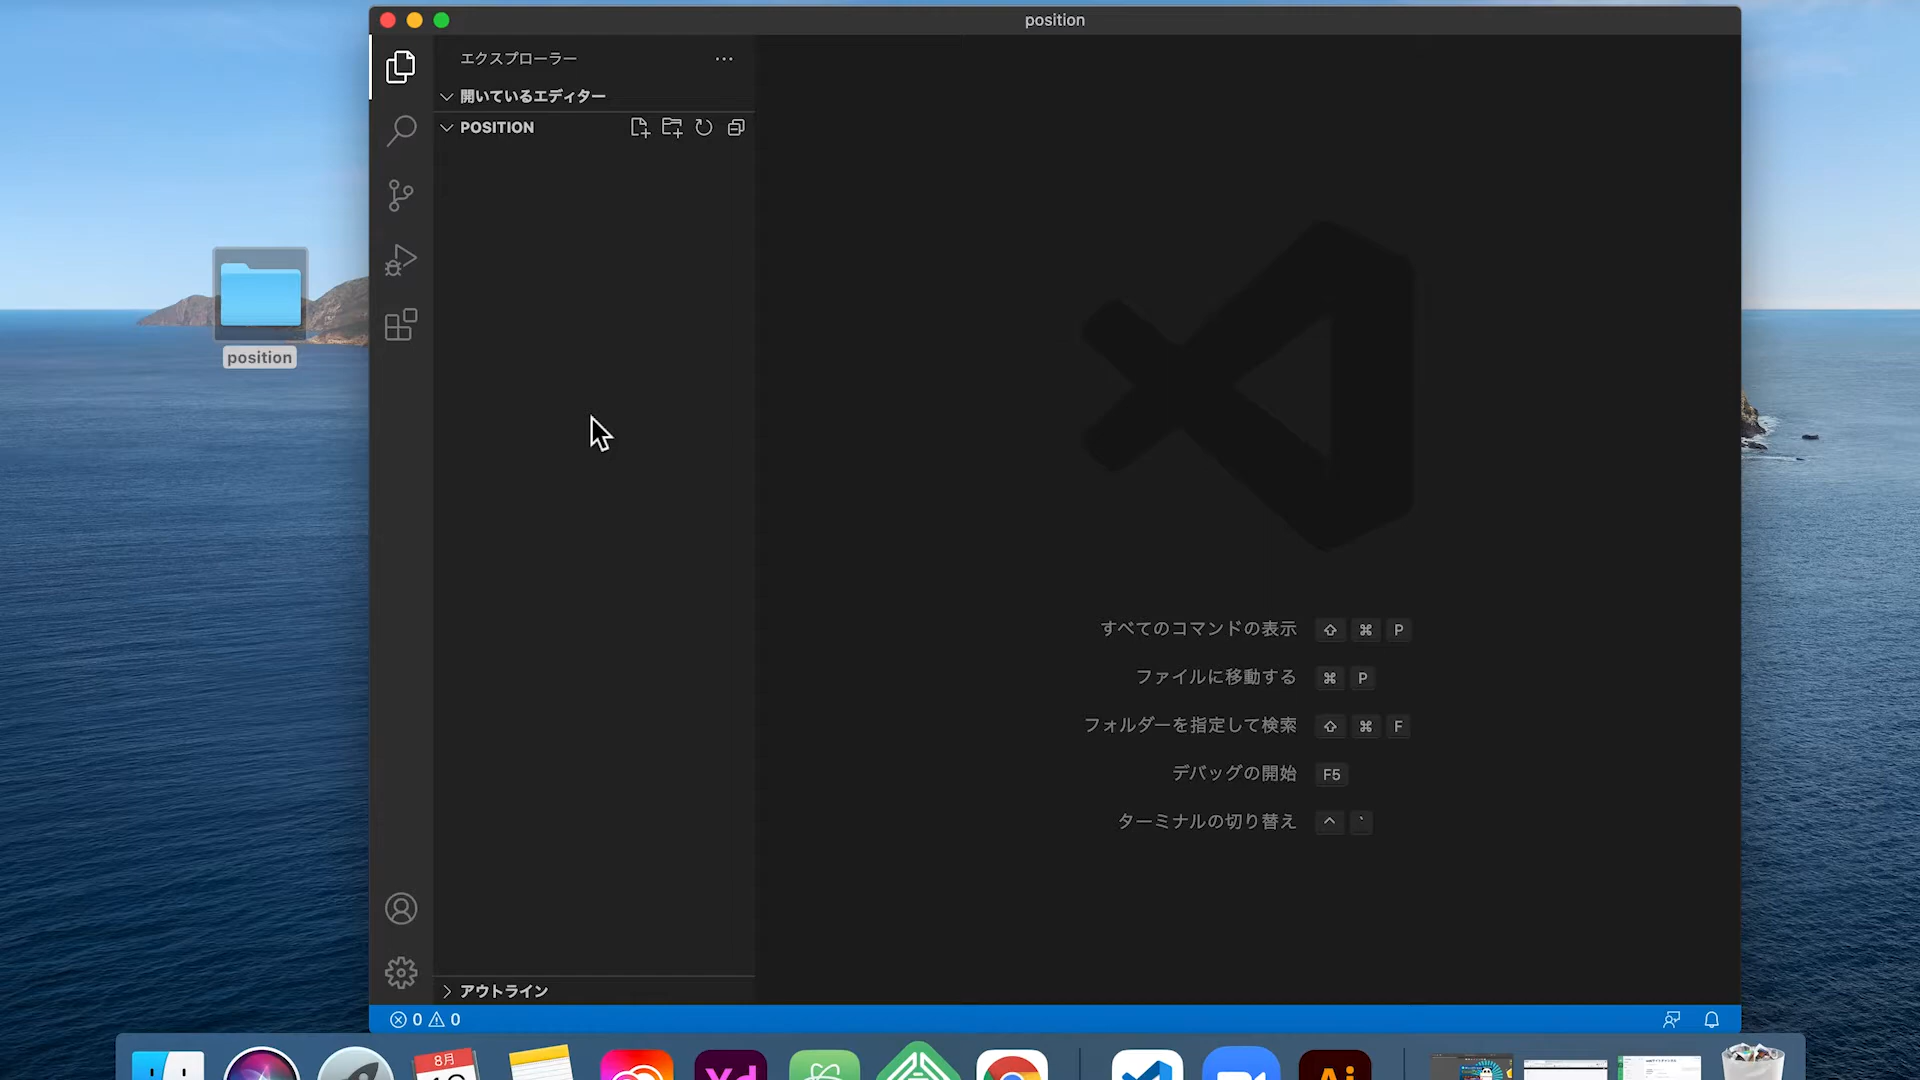 position
エクスプローラー
開いているエディター
POSITION
position
すべてのコマンドの表示 ⇧ ⌘ P
ファイルに移動する ⌘ P
フォルダーを指定して検索 ⇧ ⌘ F
デバッグの開始 F5
ターミナルの切り替え ^ `
アウトライン
0 0
8月
Xd
Ai